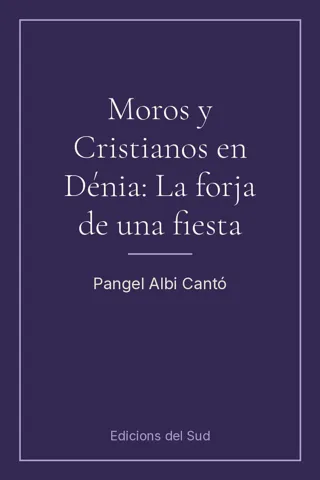 Moros y
Cristianos en
Dénia: La forja
de una fiesta
Pangel Albi Cantó
Edicions del Sud